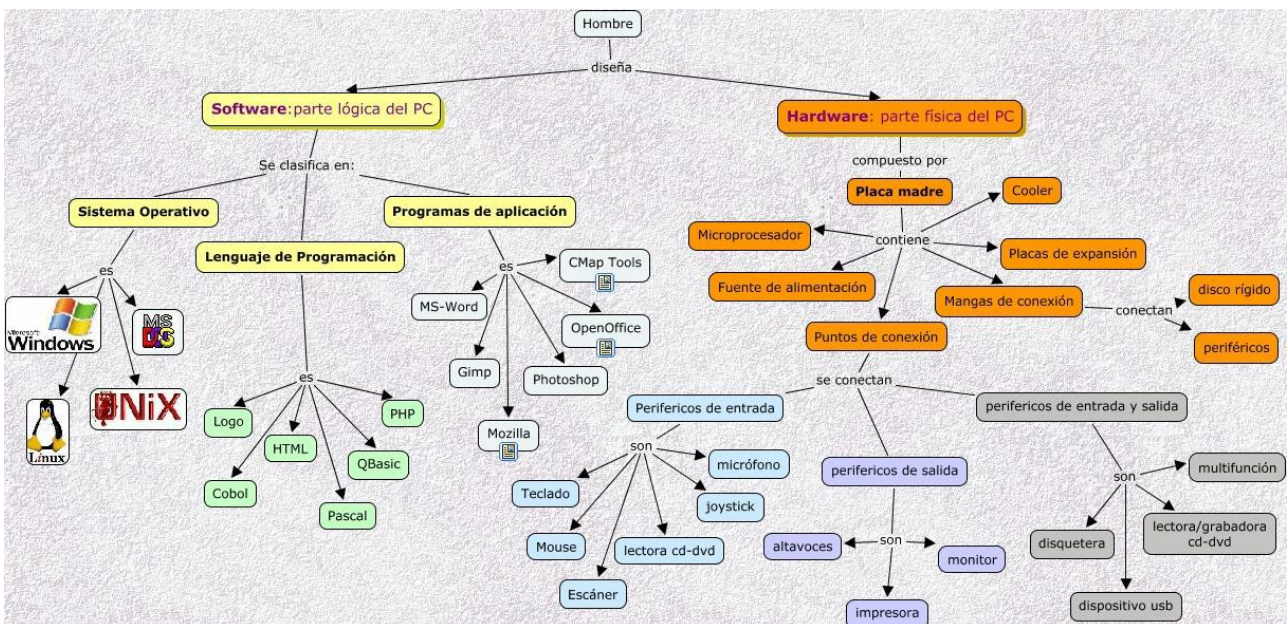 Hombre
diseña
Software:parte lógica del PC
Hardware: parte física del PC
Se clasifica en:
compuesto por
Sistema Operativo
Programas de aplicación
Lenguaje de Programación
es
Microsoft
Windows
MS
DOS
UNiX
Linux
es
Logo
HTML
PHP
Cobol
QBasic
Pascal
es
CMap Tools
MS-Word
OpenOffice
Gimp
Photoshop
Mozilla
Placa madre
Cooler
Microprocesador
contiene
Placas de expansión
Fuente de alimentación
Mangas de conexión
conectan
disco rígido
periféricos
Puntos de conexión
se conectan
Perifericos de entrada
perifericos de entrada y salida
son
micrófono
Teclado
joystick
Mouse
lectora cd-dvd
Escáner
perifericos de salida
altavoces
son
monitor
impresora
son
multifunción
disquetera
lectora/grabadora
cd-dvd
dispositivo usb